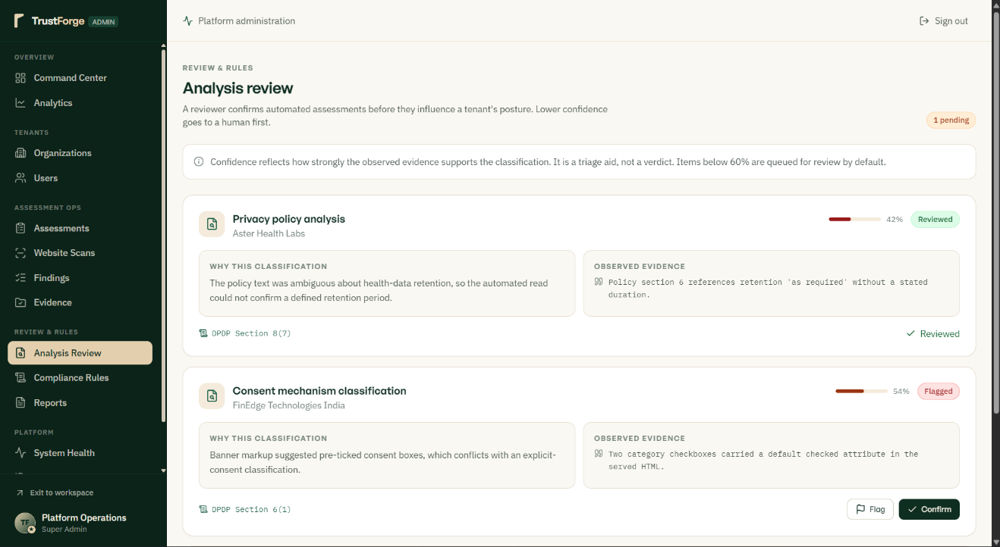 TrustForge ADMIN
Platform administration
Sign out
OVERVIEW
Command Center
Analytics
TENANTS
Organizations
Users
ASSESSMENT OPS
Assessments
Website Scans
Findings
Evidence
REVIEW & RULES
Analysis Review
Compliance Rules
Reports
PLATFORM
System Health
Exit to workspace
TF
Platform Operations
Super Admin
REVIEW & RULES
Analysis review
A reviewer confirms automated assessments before they influence a tenant's posture. Lower confidence
goes to a human first.
1 pending
Confidence reflects how strongly the observed evidence supports the classification. It is a triage aid, not a verdict. Items below 60% are queued for review by default.
Privacy policy analysis
Aster Health Labs
42%
Reviewed
WHY THIS CLASSIFICATION
The policy text was ambiguous about health-data retention, so the automated read
could not confirm a defined retention period.
OBSERVED EVIDENCE
Policy section 6 references retention 'as required' without a stated
duration.
DPDP Section 8(7)
Reviewed
Consent mechanism classification
FinEdge Technologies India
54%
Flagged
WHY THIS CLASSIFICATION
Banner markup suggested pre-ticked consent boxes, which conflicts with an explicit-
consent classification.
OBSERVED EVIDENCE
Two category checkboxes carried a default checked attribute in the
served HTML.
DPDP Section 6(1)
Flag
Confirm